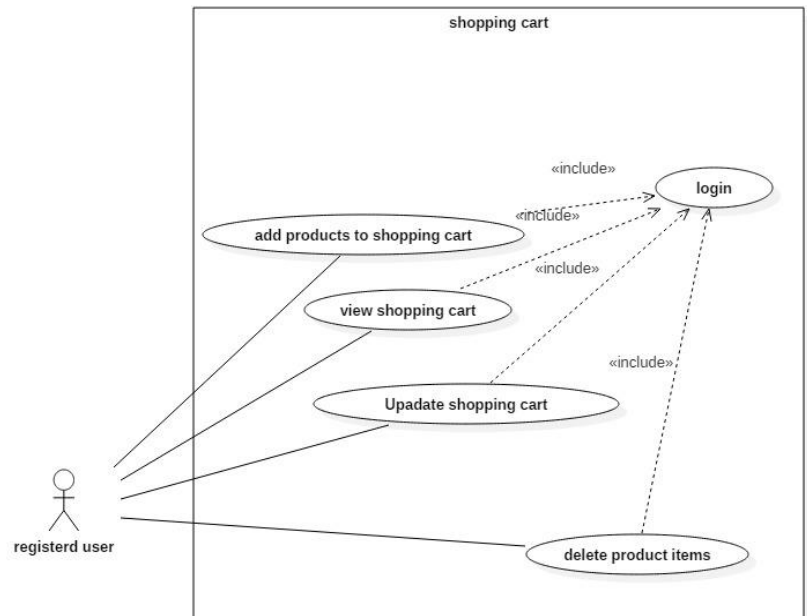 shopping cart
«include»
login
«include»
add products to shopping cart
«include»
view shopping cart
«include»
Upadate shopping cart
registerd user
delete product items